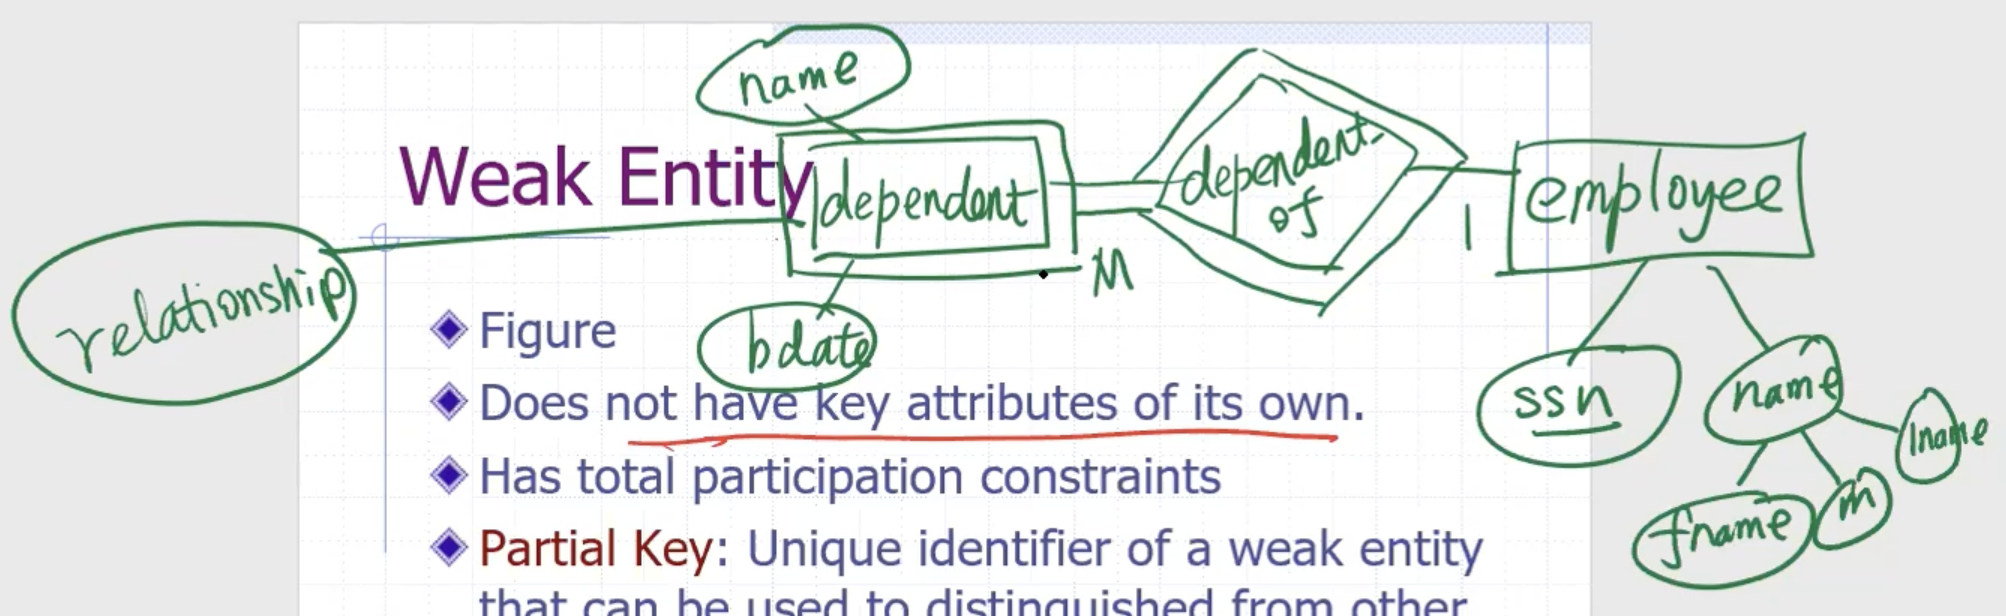 name
Weak Entity
dependent
dependent-
of
employee
M
1
relationship
bdate
ssn
name
lname
fname
m
Figure
Does not have key attributes of its own.
Has total participation constraints
Partial Key: Unique identifier of a weak entity
that can be used to distinguished from other